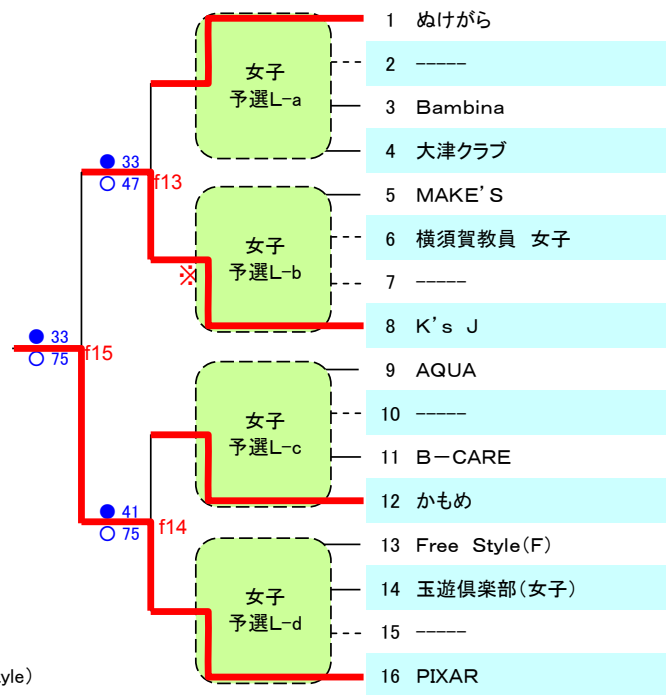 1 ぬけがら
2 -----
3 Bambina
4 大津クラブ
女子
予選L-a
● 33
○ 47
f13
5 MAKE'S
6 横須賀教員 女子
7 -----
8 K's J
女子
予選L-b
※
● 33
○ 75
f15
9 AQUA
10 -----
11 B－CARE
12 かもめ
女子
予選L-c
● 41
○ 75
f14
13 Free Style(F)
14 玉遊倶楽部(女子)
15 -----
16 PIXAR
女子
予選L-d
yle)